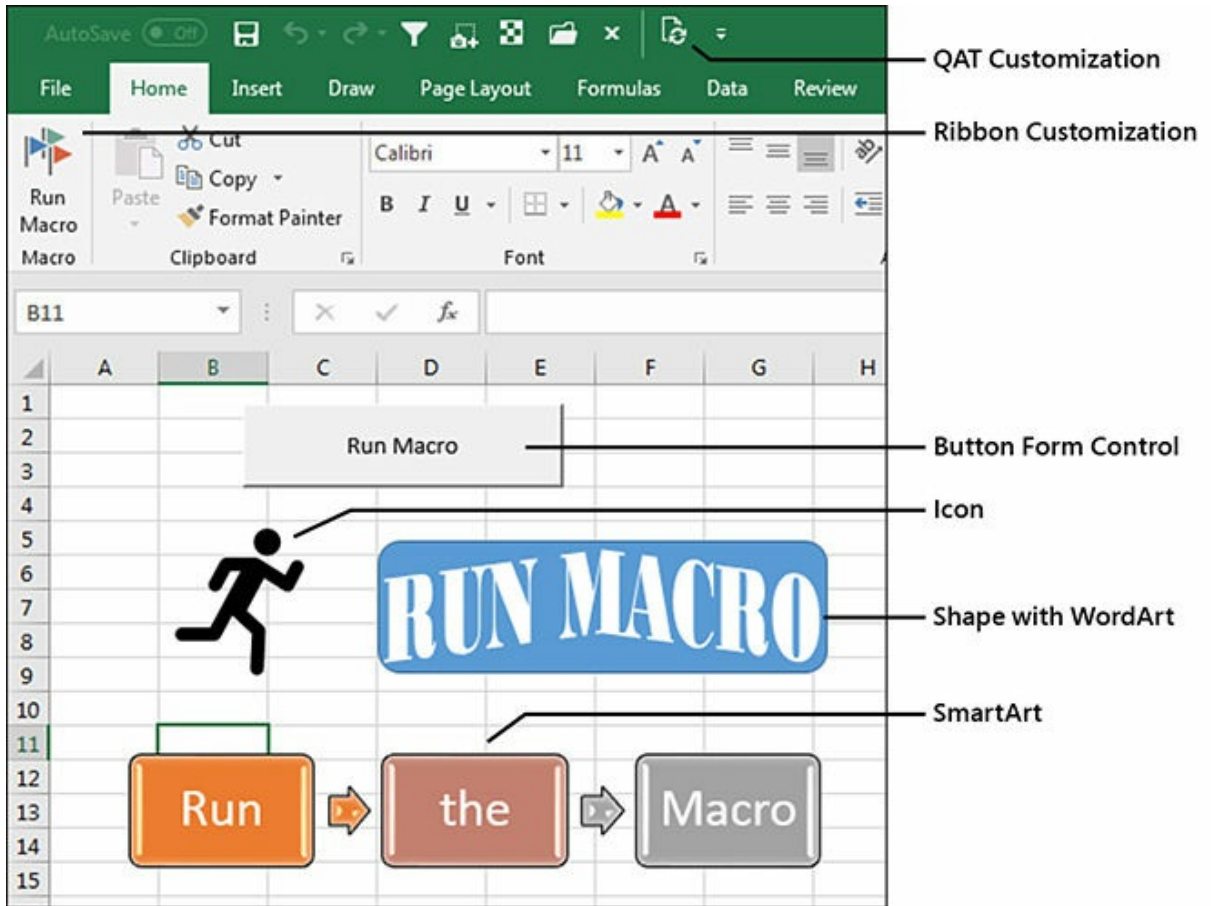 AutoSave Off
QAT Customization
File Home Insert Draw Page Layout Formulas Data Review
Ribbon Customization
Cut
Calibri 11 A A ab
Copy
Run Macro
Paste
Format Painter
B I U A
Macro Clipboard Font
B11 fx
A B C D E F G H
1
2 Run Macro Button Form Control
3
4 Icon
5
6
7 RUN MACRO Shape with WordArt
8
9
10 SmartArt
11
12
13 Run the Macro
14
15